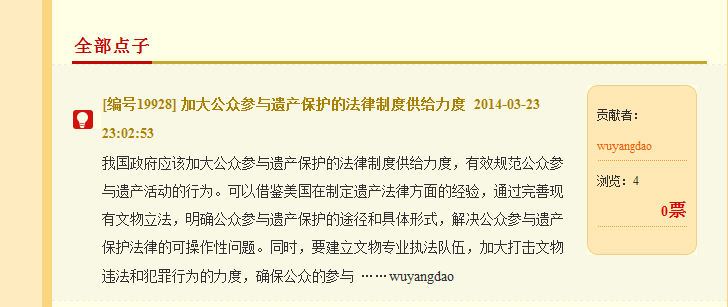 全部点子
[编号19928] 加大公众参与遗产保护的法律制度供给力度 2014-03-23
23:02:53
我国政府应该加大公众参与遗产保护的法律制度供给力度，有效规范公众参
与遗产活动的行为。可以借鉴美国在制定遗产法律方面的经验，通过完善现
有文物立法，明确公众参与遗产保护的途径和具体形式，解决公众参与遗产
保护法律的可操作性问题。同时，要建立文物专业执法队伍，加大打击文物
违法和犯罪行为的力度，确保公众的参与 ……wuyangdao
贡献者：
wuyangdao
浏览：4
0票